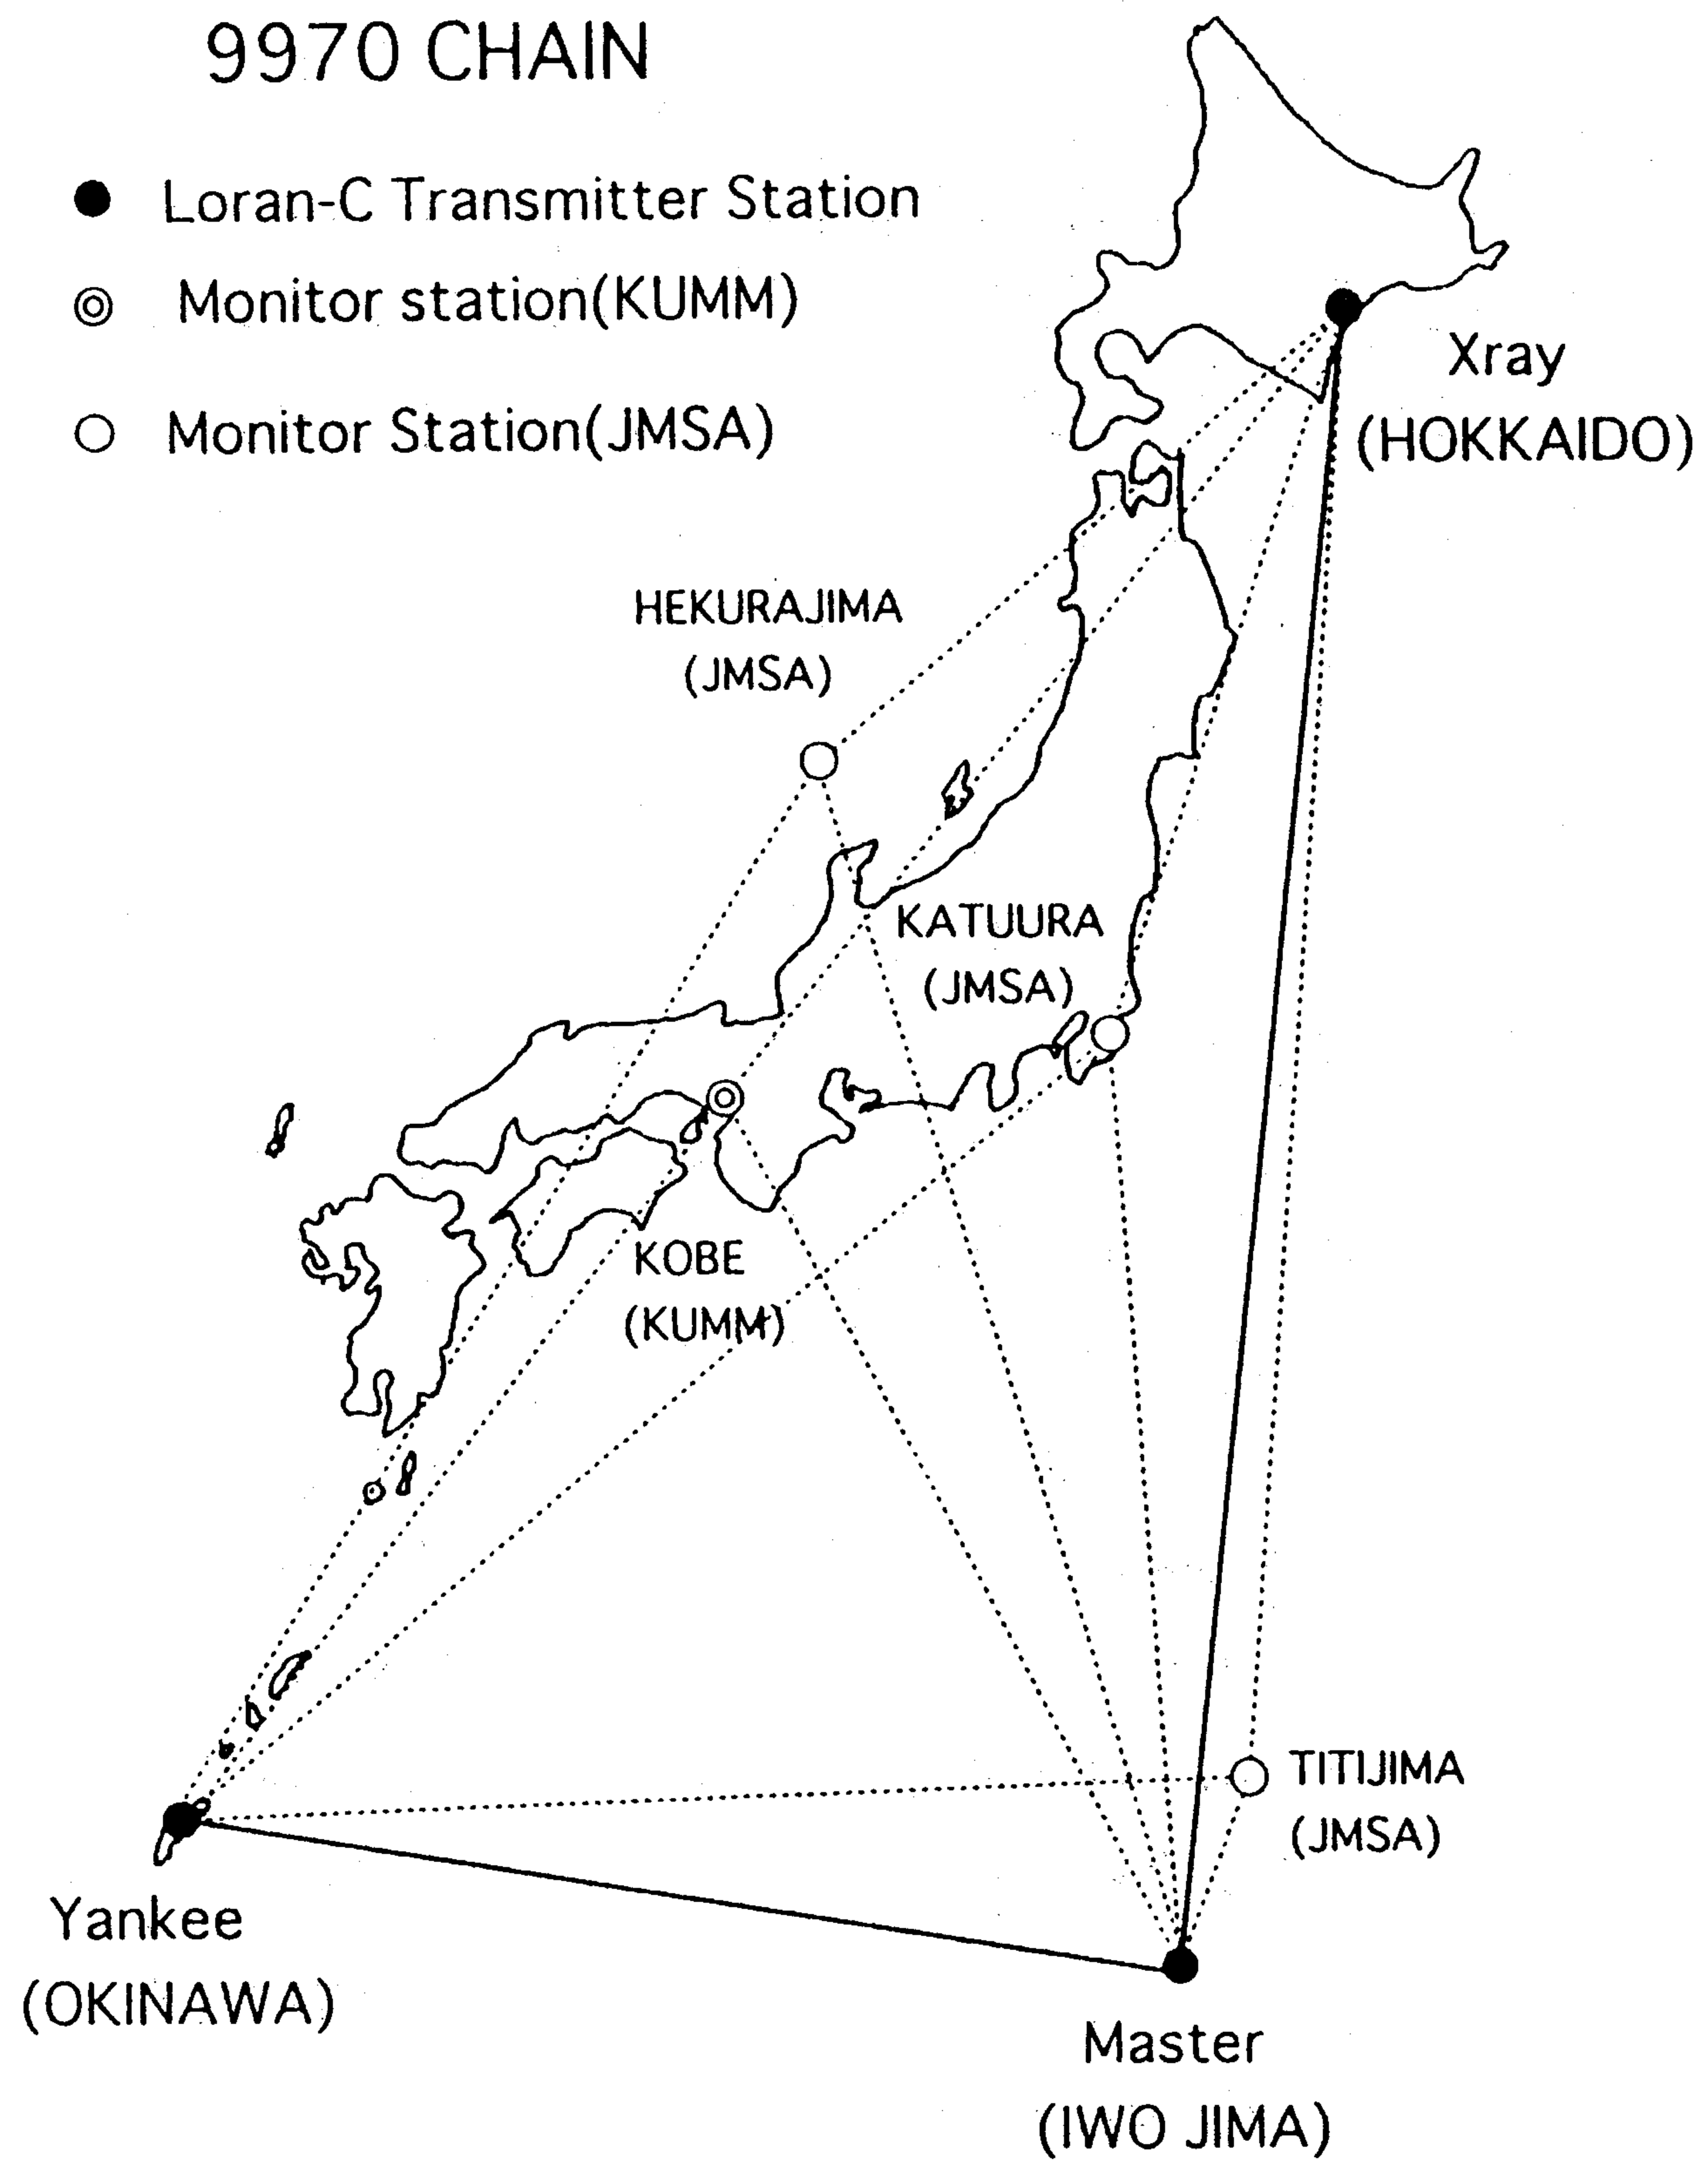 9970 CHAIN
Loran-C Transmitter Station
Monitor station(KUMM)
Monitor Station(JMSA)
Xray
(HOKKAIDO)
HEKURAJIMA
(JMSA)
KATUURA
(JMSA)
KOBE
(KUMM)
TITIJIMA
(JMSA)
Yankee
(OKINAWA)
Master
(IWO JIMA)